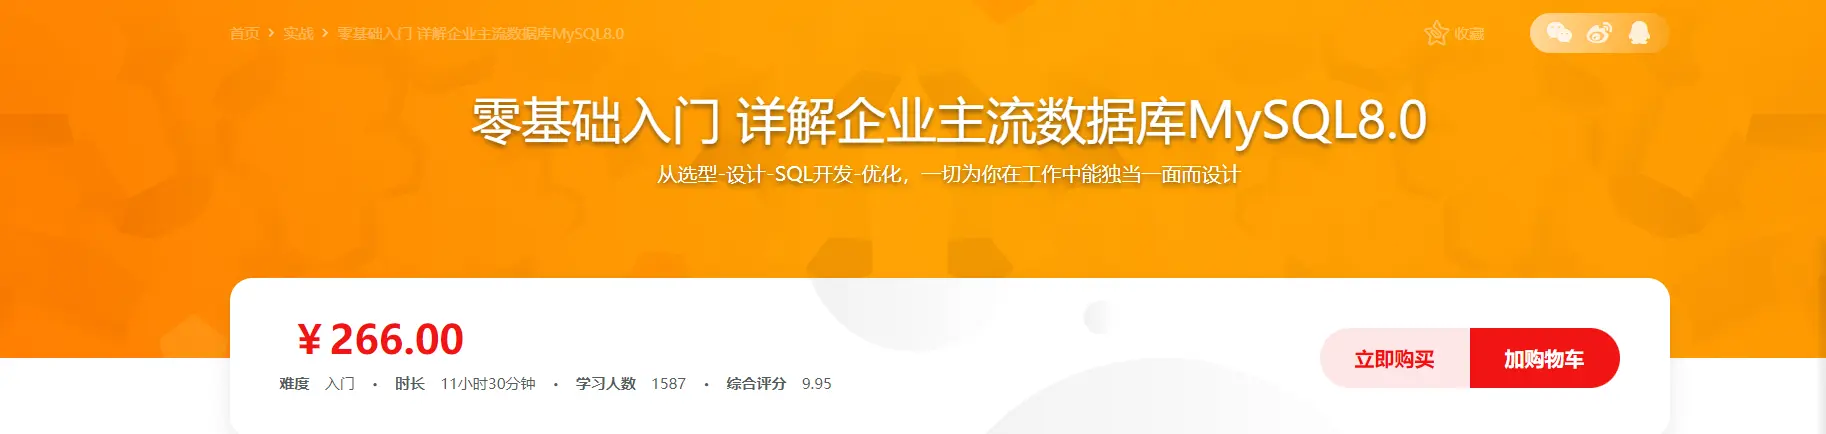 首页 > 实战 > 零基础入门 详解企业主流数据库MySQL8.0
收藏
零基础入门 详解企业主流数据库MySQL8.0
从选型-设计-SQL开发-优化，一切为你在工作中能独当一面而设计
￥266.00
难度 入门 · 时长 11小时30分钟 · 学习人数 1587 · 综合评分 9.95
立即购买 加购物车